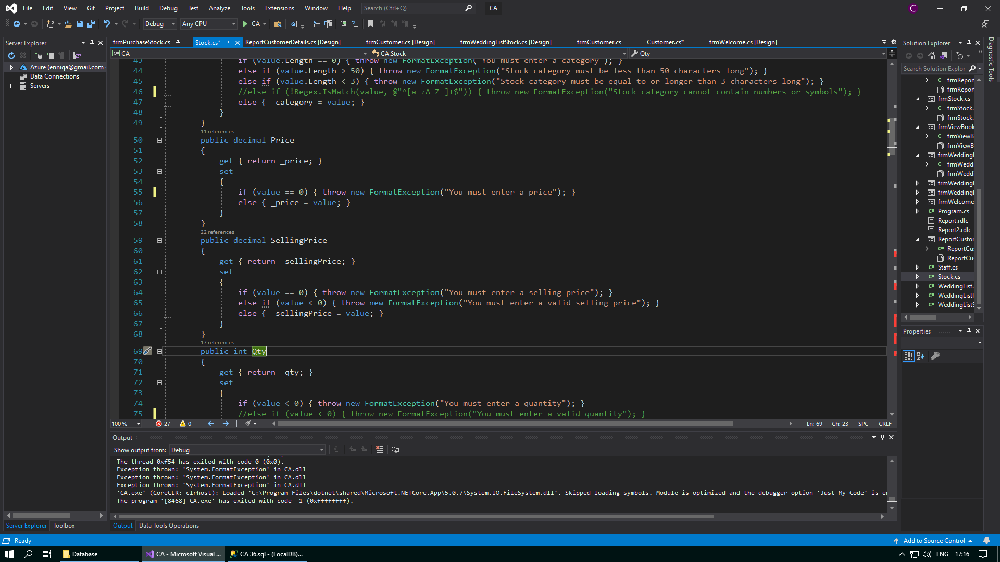 File Edit View Git Project Build Debug Test Analyze Tools Extensions Window Help Search (Ctrl+Q) CA C
Debug Any CPU CA
Server Explorer
Azure (enniqa@gmail.com
Data Connections
Servers
frmPurchaseStock.cs Stock.cs* ReportCustomerDetails.cs [Design] frmCustomer.cs [Design] frmWeddingListStock.cs [Design] frmCustomer.cs Customer.cs* frmWelcome.cs [Design]
C# CA CA.Stock Qty
43 if (value.Length == 0) { throw new FormatException("You must enter a category"); }
44 else if (value.Length > 50) { throw new FormatException("Stock category must be less than 50 characters long"); }
45 else if (value.Length < 3) { throw new FormatException("Stock category must be equal to or longer than 3 characters long"); }
46 //else if (!Regex.IsMatch(value, @"^[a-zA-Z ]+$")) { throw new FormatException("Stock category cannot contain numbers or symbols"); }
47 else { _category = value; }
48 }
49 }
11 references
50 public decimal Price
51 {
52 get { return _price; }
53 set
54 {
55 if (value == 0) { throw new FormatException("You must enter a price"); }
56 else { _price = value; }
57 }
58 }
22 references
59 public decimal SellingPrice
60 {
61 get { return _sellingPrice; }
62 set
63 {
64 if (value == 0) { throw new FormatException("You must enter a selling price"); }
65 else if (value < 0) { throw new FormatException("You must enter a valid selling price"); }
66 else { _sellingPrice = value; }
67 }
68 }
17 references
69 public int Qty
70 {
71 get { return _qty; }
72 set
73 {
74 if (value < 0) { throw new FormatException("You must enter a quantity"); }
75 //else if (value < 0) { throw new FormatException("You must enter a valid quantity"); }
100 % 27 0 Ln: 69 Ch: 23 SPC CRLF
Output
Show output from: Debug
The thread 0xf54 has exited with code 0 (0x0).
Exception thrown: 'System.FormatException' in CA.dll
Exception thrown: 'System.FormatException' in CA.dll
Exception thrown: 'System.FormatException' in CA.dll
'CA.exe' (CoreCLR: clrhost): Loaded 'C:\Program Files\dotnet\shared\Microsoft.NETCore.App\5.0.7\System.IO.FileSystem.dll'. Skipped loading symbols. Module is optimized and the debugger option 'Just My Code' is en
The program '[8468] CA.exe' has exited with code -1 (0xffffffff).
Server Explorer Toolbox
Output Data Tools Operations
Solution Explorer
Search Solution Explor
C# frmReport
frmReport
frmStock.cs
C# frmStock.
frmStock.
frmViewBook
C# frmViewB
frmViewB
frmWeddingL
C# frmWeddi
frmWeddi
frmWeddingL
frmWeddingL
frmWelcome
C# Program.cs
Report.rdlc
Report2.rdlc
ReportCustor
C# ReportCus
ReportCus
C# Staff.cs
C# Stock.cs
C# WeddingList.
C# WeddingListF
C# WeddingListS
Properties
Diagnostic Tools
Ready Add to Source Control
Database CA - Microsoft Visual ... CA 36.sql - (LocalDB)... ENG 17:16